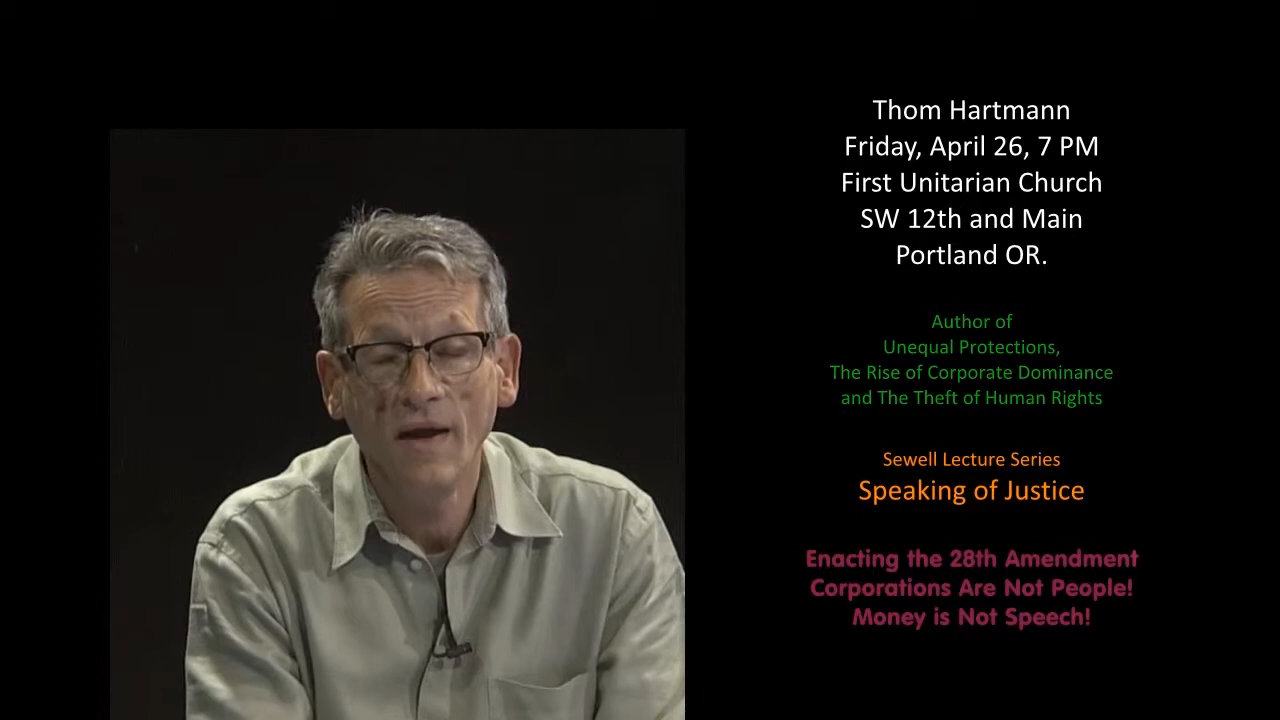 Thom Hartmann
Friday, April 26, 7 PM
First Unitarian Church
SW 12th and Main
Portland OR.
Author of
Unequal Protections,
The Rise of Corporate Dominance
and The Theft of Human Rights
Sewell Lecture Series
Speaking of Justice
Enacting the 28th Amendment
Corporations Are Not People!
Money is Not Speech!